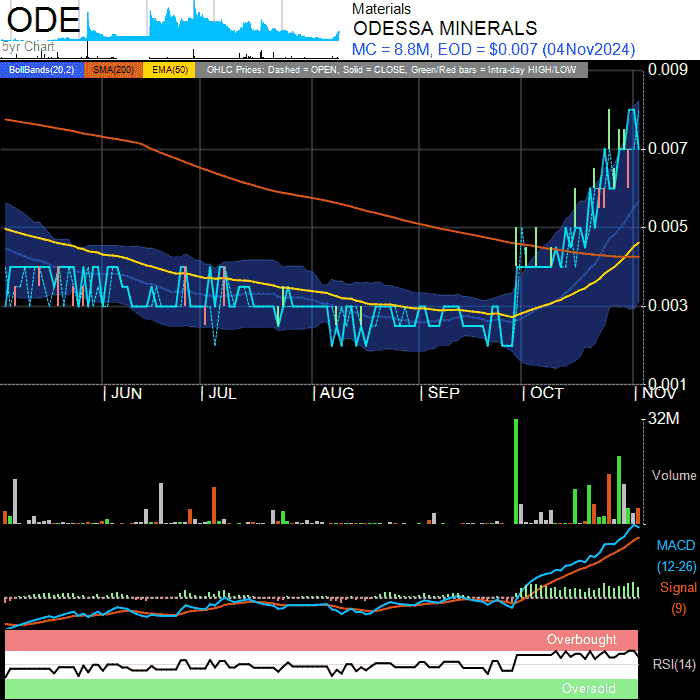 ODE
5yr Chart
Materials
ODESSA MINERALS
MC = 8.8M, EOD = $0.007 (04Nov2024)
BollBands(20,2) SMA(200) EMA(50) OHLC Prices: Dashed = OPEN, Solid = CLOSE, Green/Red bars = Intra-day HIGH/LOW
0.009
0.007
0.005
0.003
0.001
JUN JUL AUG SEP OCT NOV
32M
Volume
MACD
(12-26)
Signal
(9)
Overbought
RSI(14)
Oversold